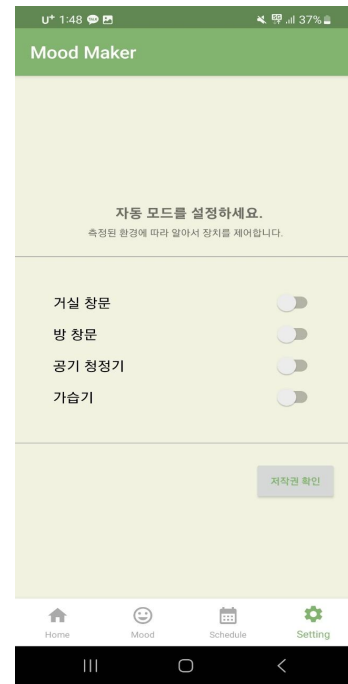 U+ 1:48
37%
Mood Maker
자동 모드를 설정하세요.
측정된 환경에 따라 알아서 장치를 제어합니다.
거실 창문
방 창문
공기 청정기
가습기
저작권 확인
Home Mood Schedule Setting